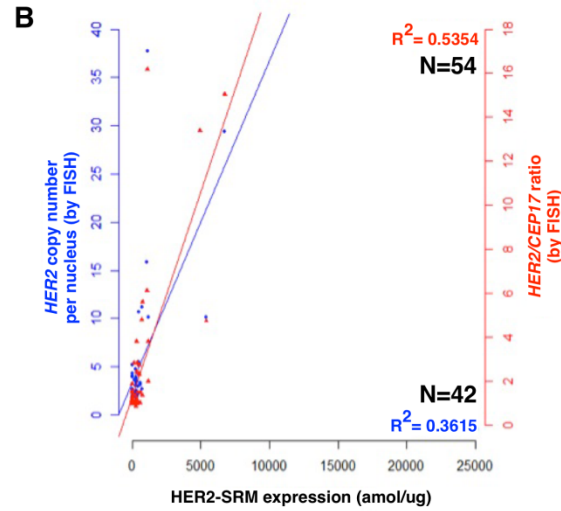 B
R2 = 0.5354
N=54
HER2 copy number
per nucleus (by FISH)
40
35
30
25
20
15
10
5
0
18
16
14
12
10
8
6
4
2
0
HER2/CEP17 ratio
(by FISH)
N=42
R2= 0.3615
0
5000
10000
15000
20000
25000
HER2-SRM expression (amol/ug)